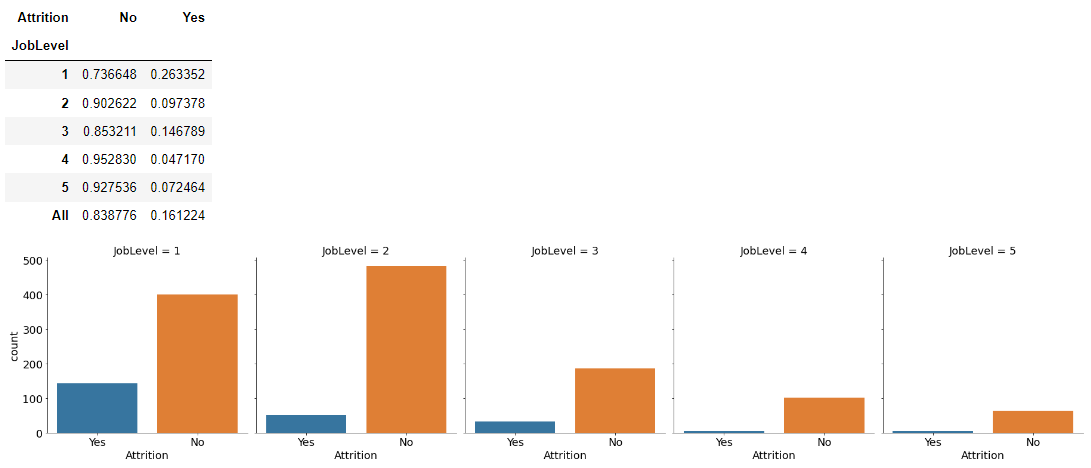 Attrition No Yes
JobLevel
1 0.736648 0.263352
2 0.902622 0.097378
3 0.853211 0.146789
4 0.952830 0.047170
5 0.927536 0.072464
All 0.838776 0.161224
JobLevel = 1 JobLevel = 2 JobLevel = 3 JobLevel = 4 JobLevel = 5
500
400
300
200
100
0
count
Yes No Yes No Yes No Yes No Yes No
Attrition Attrition Attrition Attrition Attrition